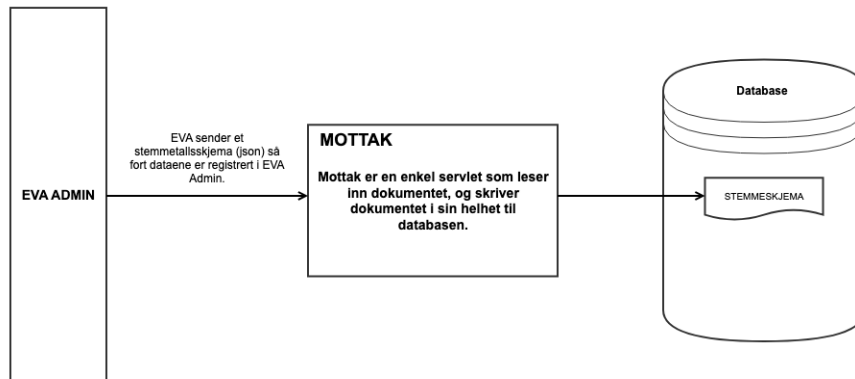 EVA ADMIN
EVA sender et
stemmetallsskjema (json) så
fort dataene er registrert i EVA
Admin.
MOTTAK
Mottak er en enkel servlet som leser
inn dokumentet, og skriver
dokumentet i sin helhet til
databasen.
Database
STEMMESKJEMA